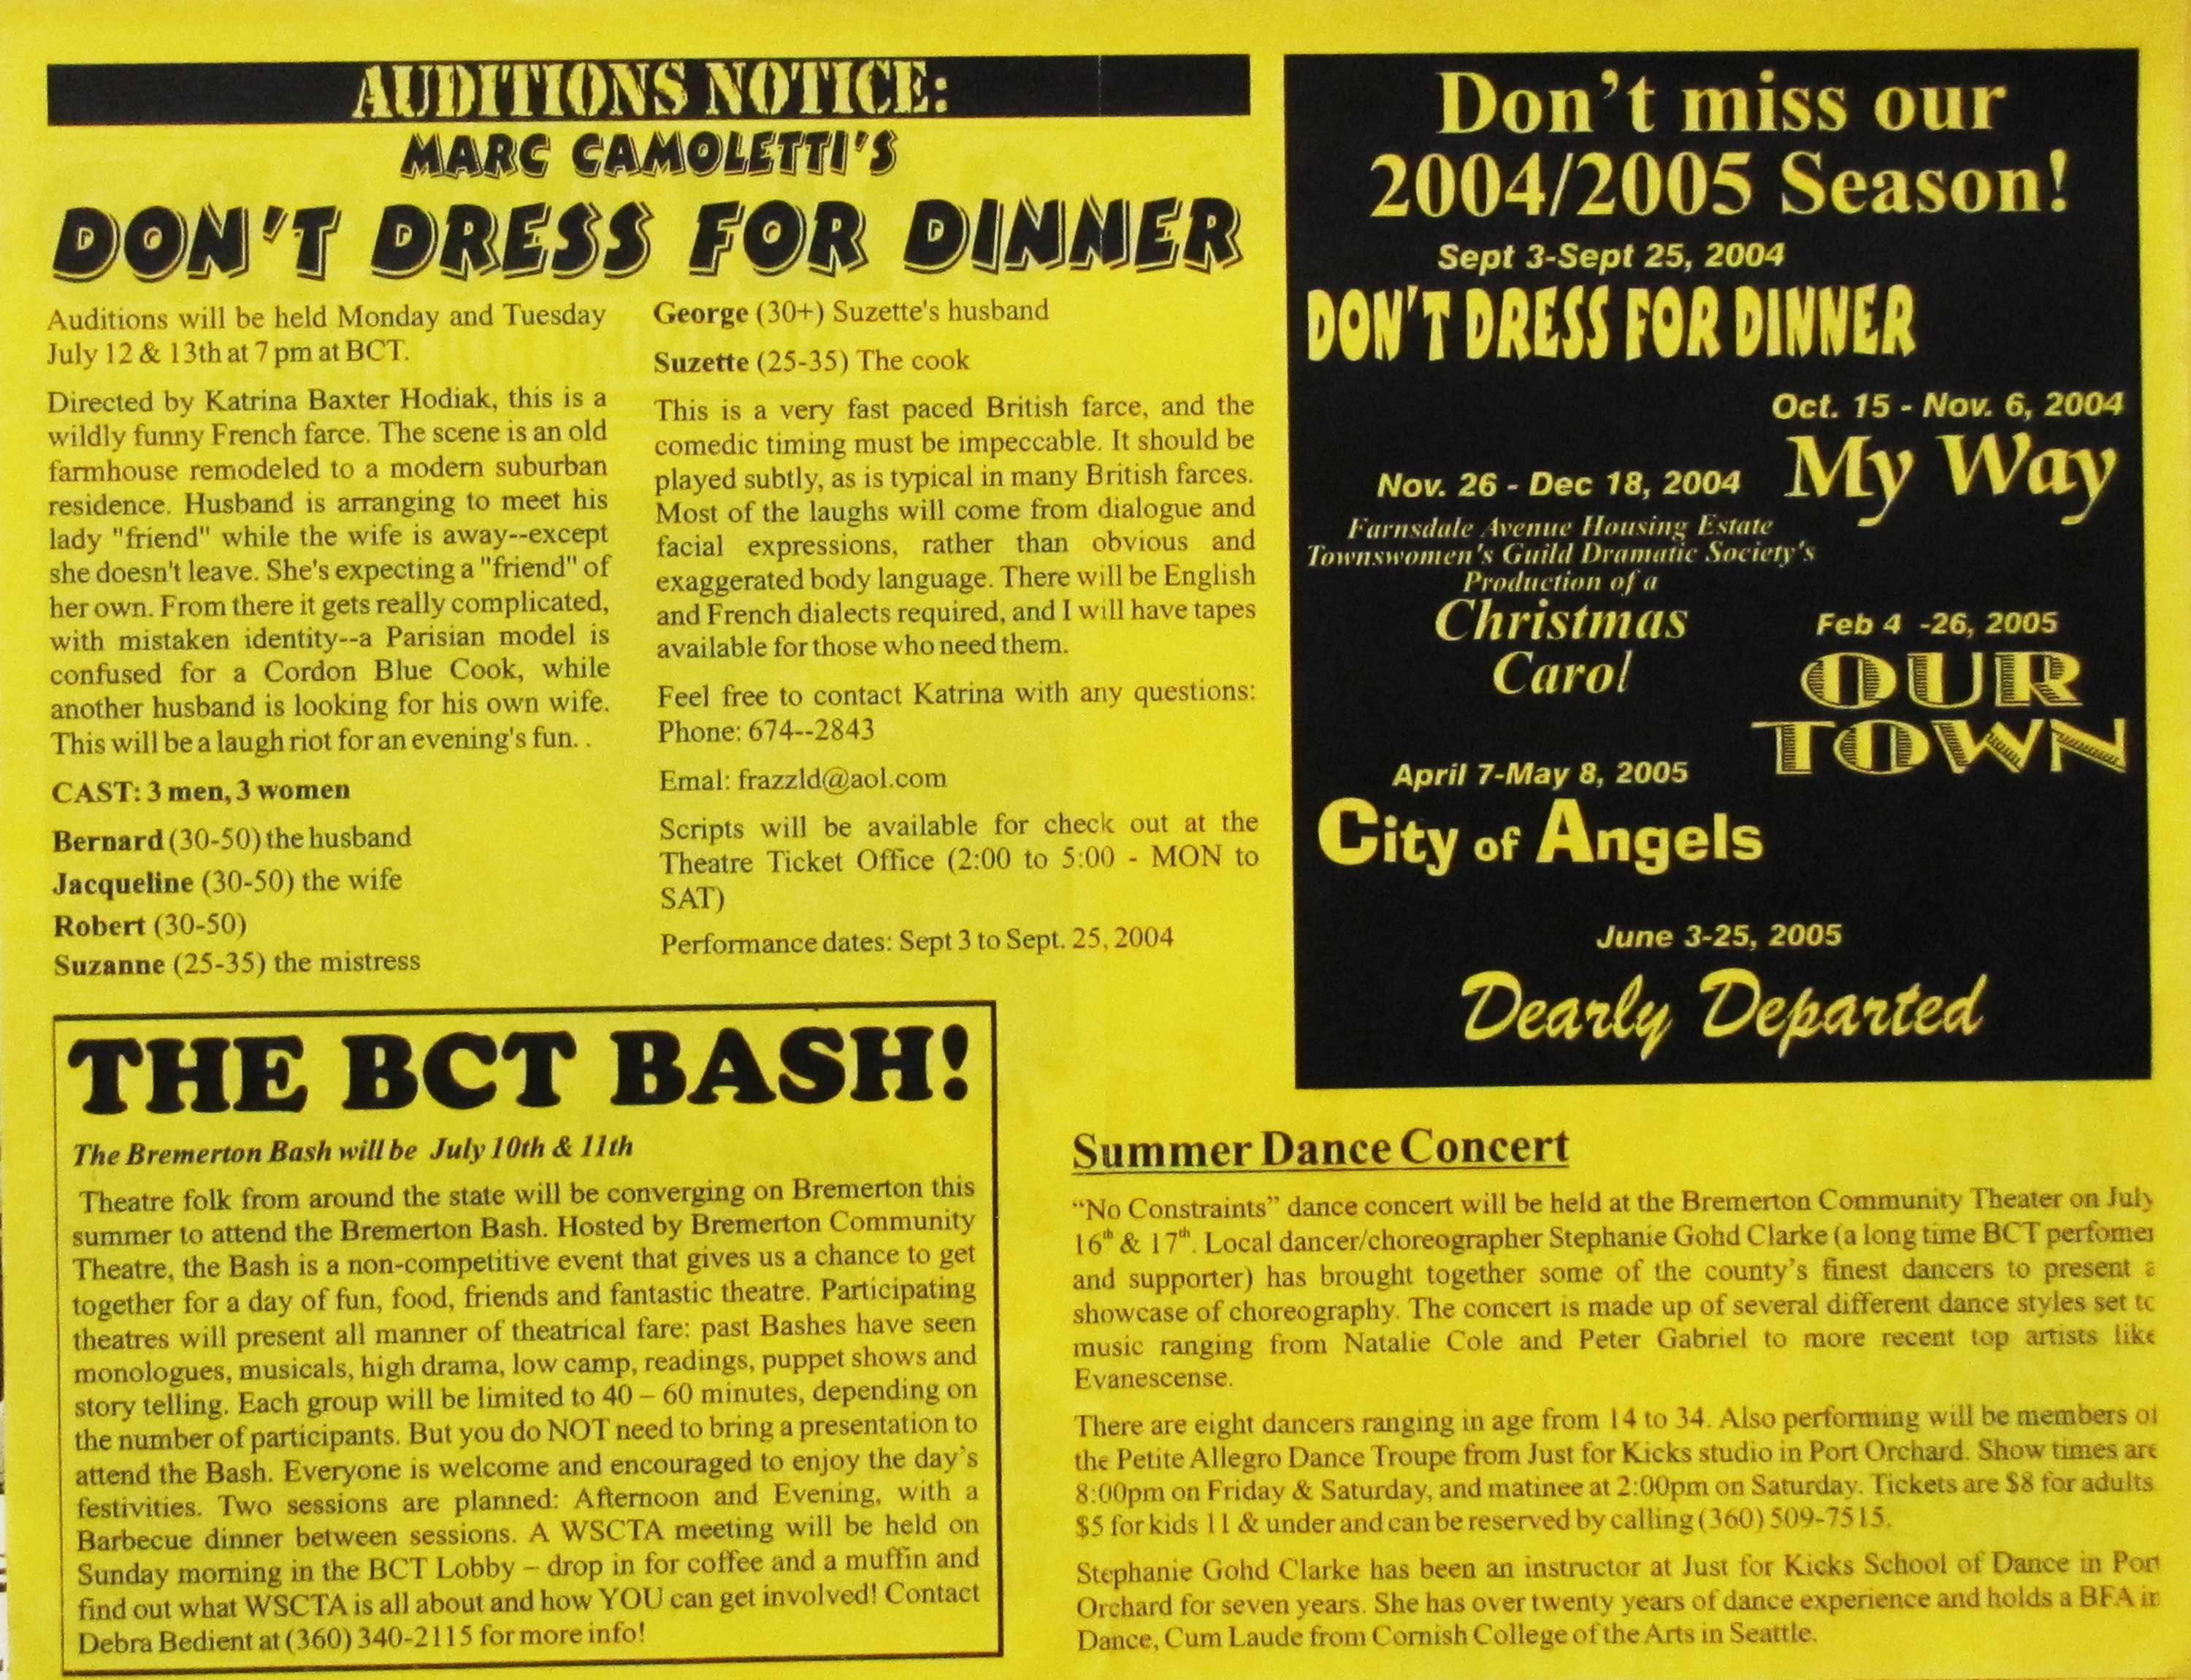 AUDITIONS NOTICE:
MARC CAMOLETTI'S
DON'T DRESS FOR DINNER
Auditions will be held Monday and Tuesday
July 12 & 13th at 7 pm at BCT.
Directed by Katrina Baxter Hodiak, this is a
wildly funny French farce. The scene is an old
farmhouse remodeled to a modern suburban
residence. Husband is arranging to meet his
lady "friend" while the wife is away--except
she doesn't leave. She's expecting a "friend" of
her own. From there it gets really complicated,
with mistaken identity--a Parisian model is
confused for a Cordon Blue Cook, while
another husband is looking for his own wife.
This will be a laugh riot for an evening's fun. .
CAST: 3 men, 3 women
Bernard (30-50) the husband
Jacqueline (30-50) the wife
Robert (30-50)
Suzanne (25-35) the mistress
George (30+) Suzette's husband
Suzette (25-35) The cook
This is a very fast paced British farce, and the
comedic timing must be impeccable. It should be
played subtly, as is typical in many British farces.
Most of the laughs will come from dialogue and
facial expressions, rather than obvious and
exaggerated body language. There will be English
and French dialects required, and I will have tapes
available for those who need them.
Feel free to contact Katrina with any questions:
Phone: 674--2843
Emal: frazzld@aol.com
Scripts will be available for check out at the
Theatre Ticket Office (2:00 to 5:00 - MON to
SAT)
Performance dates: Sept 3 to Sept. 25, 2004
Don't miss our
2004/2005 Season!
Sept 3-Sept 25, 2004
DON'T DRESS FOR DINNER
Oct. 15 - Nov. 6, 2004
My Way
Nov. 26 - Dec 18, 2004
Farnsdale Avenue Housing Estate
Townswomen's Guild Dramatic Society's
Production of a
Christmas
Carol
Feb 4 -26, 2005
OUR
TOWN
April 7-May 8, 2005
City of Angels
June 3-25, 2005
Dearly Departed
THE BCT BASH!
The Bremerton Bash will be July 10th & 11th
Theatre folk from around the state will be converging on Bremerton this
summer to attend the Bremerton Bash. Hosted by Bremerton Community
Theatre, the Bash is a non-competitive event that gives us a chance to get
together for a day of fun, food, friends and fantastic theatre. Participating
theatres will present all manner of theatrical fare: past Bashes have seen
monologues, musicals, high drama, low camp, readings, puppet shows and
story telling. Each group will be limited to 40 – 60 minutes, depending on
the number of participants. But you do NOT need to bring a presentation to
attend the Bash. Everyone is welcome and encouraged to enjoy the day's
festivities. Two sessions are planned: Afternoon and Evening, with a
Barbecue dinner between sessions. A WSCTA meeting will be held on
Sunday morning in the BCT Lobby – drop in for coffee and a muffin and
find out what WSCTA is all about and how YOU can get involved! Contact
Debra Bedient at (360) 340-2115 for more info!
Summer Dance Concert
“No Constraints” dance concert will be held at the Bremerton Community Theater on July
16th & 17th. Local dancer/choreographer Stephanie Gohd Clarke (a long time BCT perfomer
and supporter) has brought together some of the county's finest dancers to present a
showcase of choreography. The concert is made up of several different dance styles set to
music ranging from Natalie Cole and Peter Gabriel to more recent top artists like
Evanescense.
There are eight dancers ranging in age from 14 to 34. Also performing will be members of
the Petite Allegro Dance Troupe from Just for Kicks studio in Port Orchard. Show times are
8:00pm on Friday & Saturday, and matinee at 2:00pm on Saturday. Tickets are $8 for adults
$5 for kids 11 & under and can be reserved by calling (360) 509-7515.
Stephanie Gohd Clarke has been an instructor at Just for Kicks School of Dance in Port
Orchard for seven years. She has over twenty years of dance experience and holds a BFA in
Dance, Cum Laude from Cornish College of the Arts in Seattle.